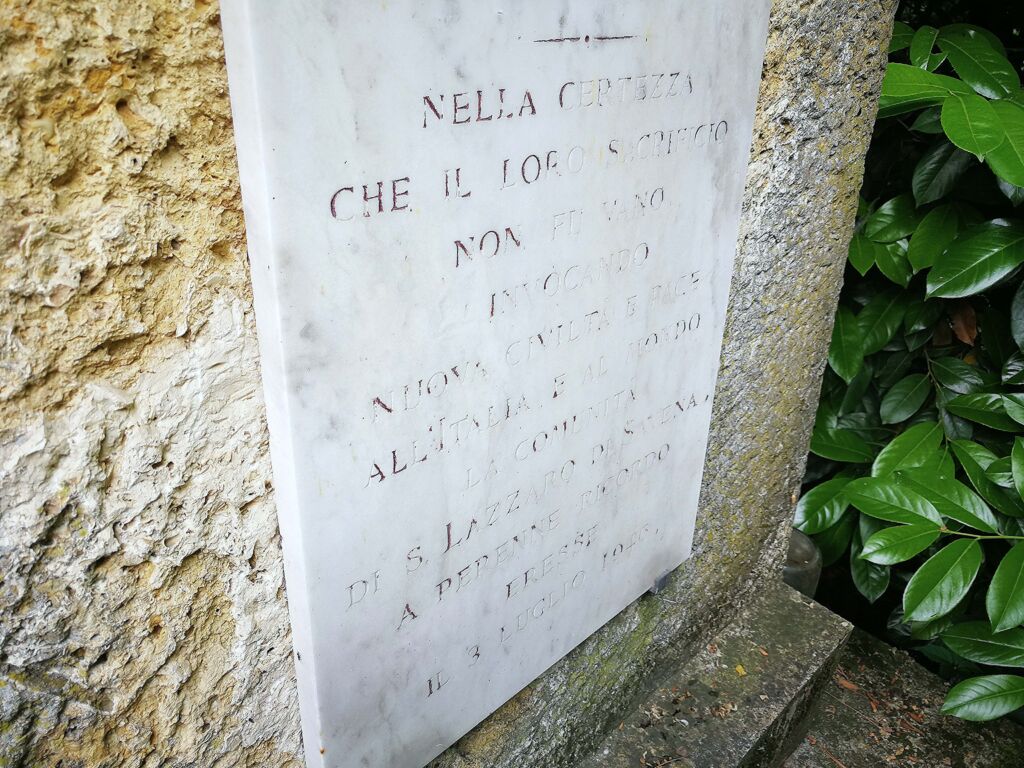 NELLA CERTEZZA
CHE IL LORO SACRIFICIO
NON FU VANO
INVOCANDO
NUOVA CIVILTÀ E PACE
ALL'ITALIA E AL MONDO
LA COMUNITÀ
DI S. LAZZARO DI SAVENA,
A PERENNE RICORDO
ERESSE
IL 3 LUGLIO 1946.